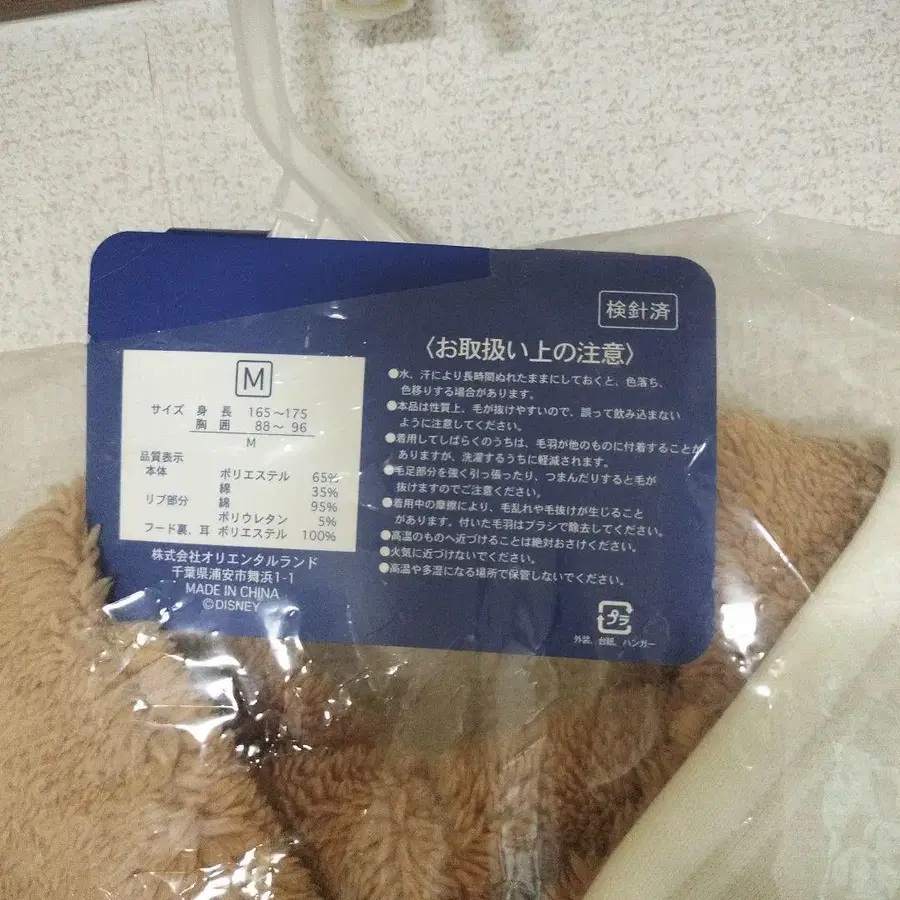 検針済
M
サイズ 身長 165〜175
胸囲 88〜96
M
品質表示
本体 ポリエステル 65%
綿 35%
リブ部分 綿 95%
ポリウレタン 5%
フード裏、耳 ポリエステル 100%
株式会社オリエンタルランド
千葉県浦安市舞浜1-1
MADE IN CHINA
©DISNEY
〈お取扱い上の注意〉
●水、汗により長時間ぬれたままにしておくと、色落ち、
色移りする場合があります。
●本品は性質上、毛が抜けやすいので、誤って飲み込まない
ように注意してください。
●着用してしばらくのうちは、毛羽が他のものに付着することが
ありますが、洗濯するうちに軽減されます。
●毛足部分を強く引っ張ったり、つまんだりすると毛が
抜けますのでご注意ください。
●着用中の摩擦により、毛乱れや毛抜けが生じること
があります。付いた毛羽はブラシで除去してください。
●高温のものへ近づけることは絶対おさけください。
●火気に近づけないでください。
●高温や多湿になる場所で保管しないでください。
プラ
外装、台紙、ハンガー